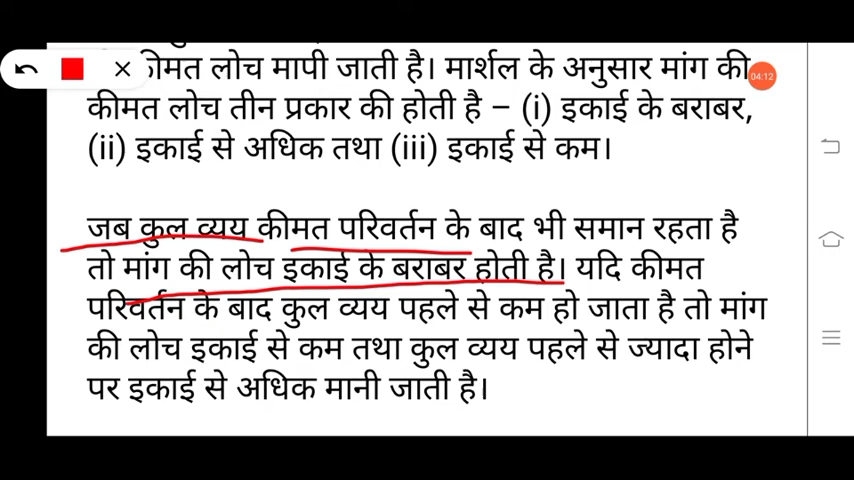 कीमत लोच मापी जाती है। मार्शल के अनुसार मांग की
04:12
कीमत लोच तीन प्रकार की होती है – (i) इकाई के बराबर,
(ii) इकाई से अधिक तथा (iii) इकाई से कम।
जब कुल व्यय कीमत परिवर्तन के बाद भी समान रहता है
तो मांग की लोच इकाई के बराबर होती है। यदि कीमत
परिवर्तन के बाद कुल व्यय पहले से कम हो जाता है तो मांग
की लोच इकाई से कम तथा कुल व्यय पहले से ज्यादा होने
पर इकाई से अधिक मानी जाती है।